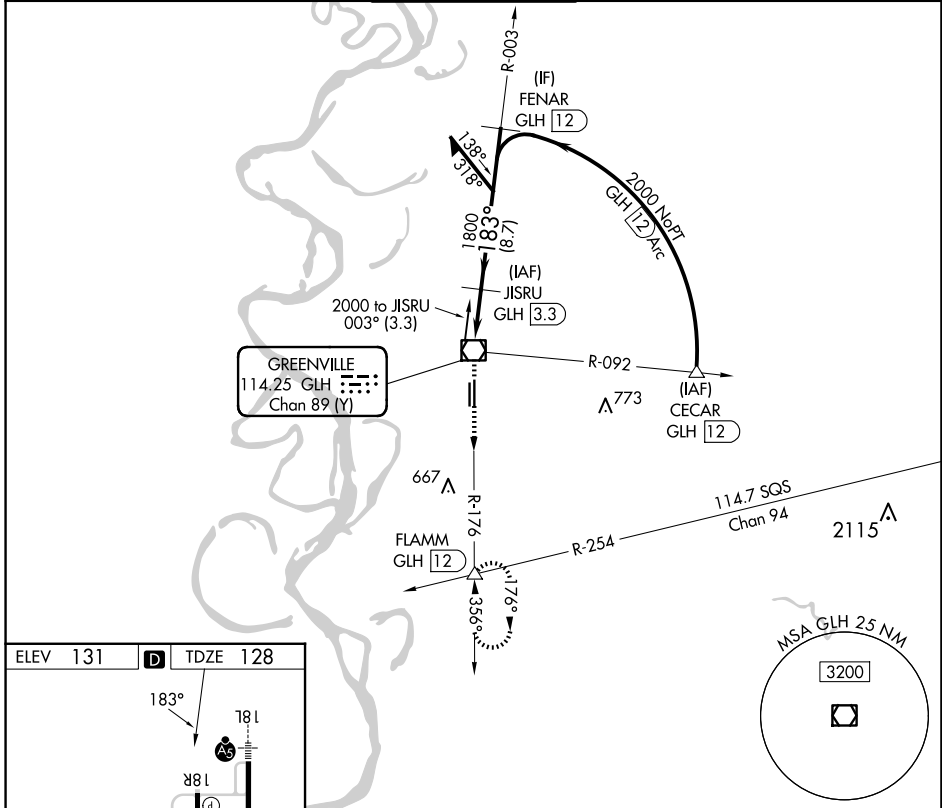 R-003
(IF)
FENAR
GLH 12
138°
318°
2000 NoPT
GLH 12 Arc
1800
183°
(8.7)
(IAF)
JISRU
GLH 3.3
2000 to JISRU
003° (3.3)
GREENVILLE
114.25 GLH
Chan 89 (Y)
R-092
773
(IAF)
CECAR
GLH 12
667
R-176
114.7 SQS
Chan 94
2115
R-254
FLAMM
GLH 12
356°
176°
MSA GLH 25 NM
3200
ELEV 131 D TDZE 128
183°
18L
A5
18R
P